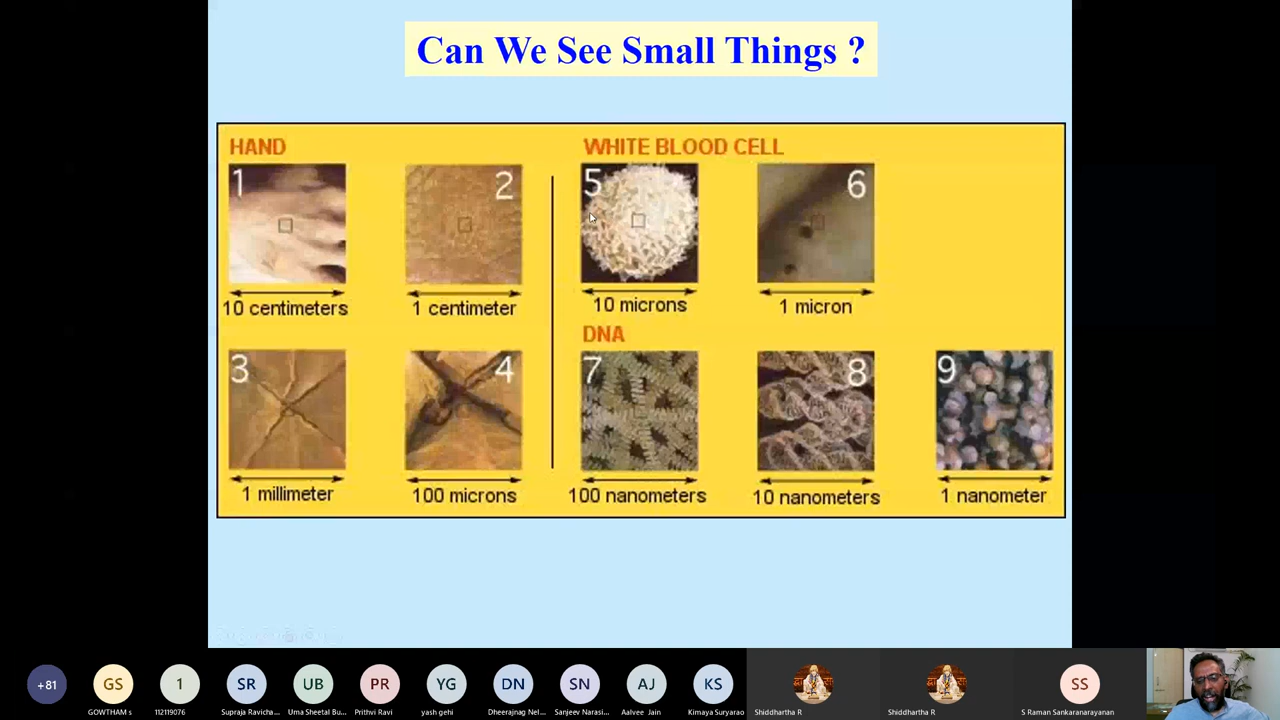 Can We See Small Things ?
HAND
1
2
10 centimeters
1 centimeter
3
4
1 millimeter
100 microns
WHITE BLOOD CELL
5
6
10 microns
1 micron
DNA
7
8
9
100 nanometers
10 nanometers
1 nanometer
+81
GS
1
SR
UB
PR
YG
DN
SN
AJ
KS
SS
GOWTHAM s
112119076
Supraja Ravicha...
Uma Sheetal Bu...
Prithvi Ravi
yash gehi
Dheerajnag Nel...
Sanjeev Narasi...
Aalvee Jain
Kimaya Suryarao
Shiddhartha R
Shiddhartha R
S Raman Sankaranarayanan